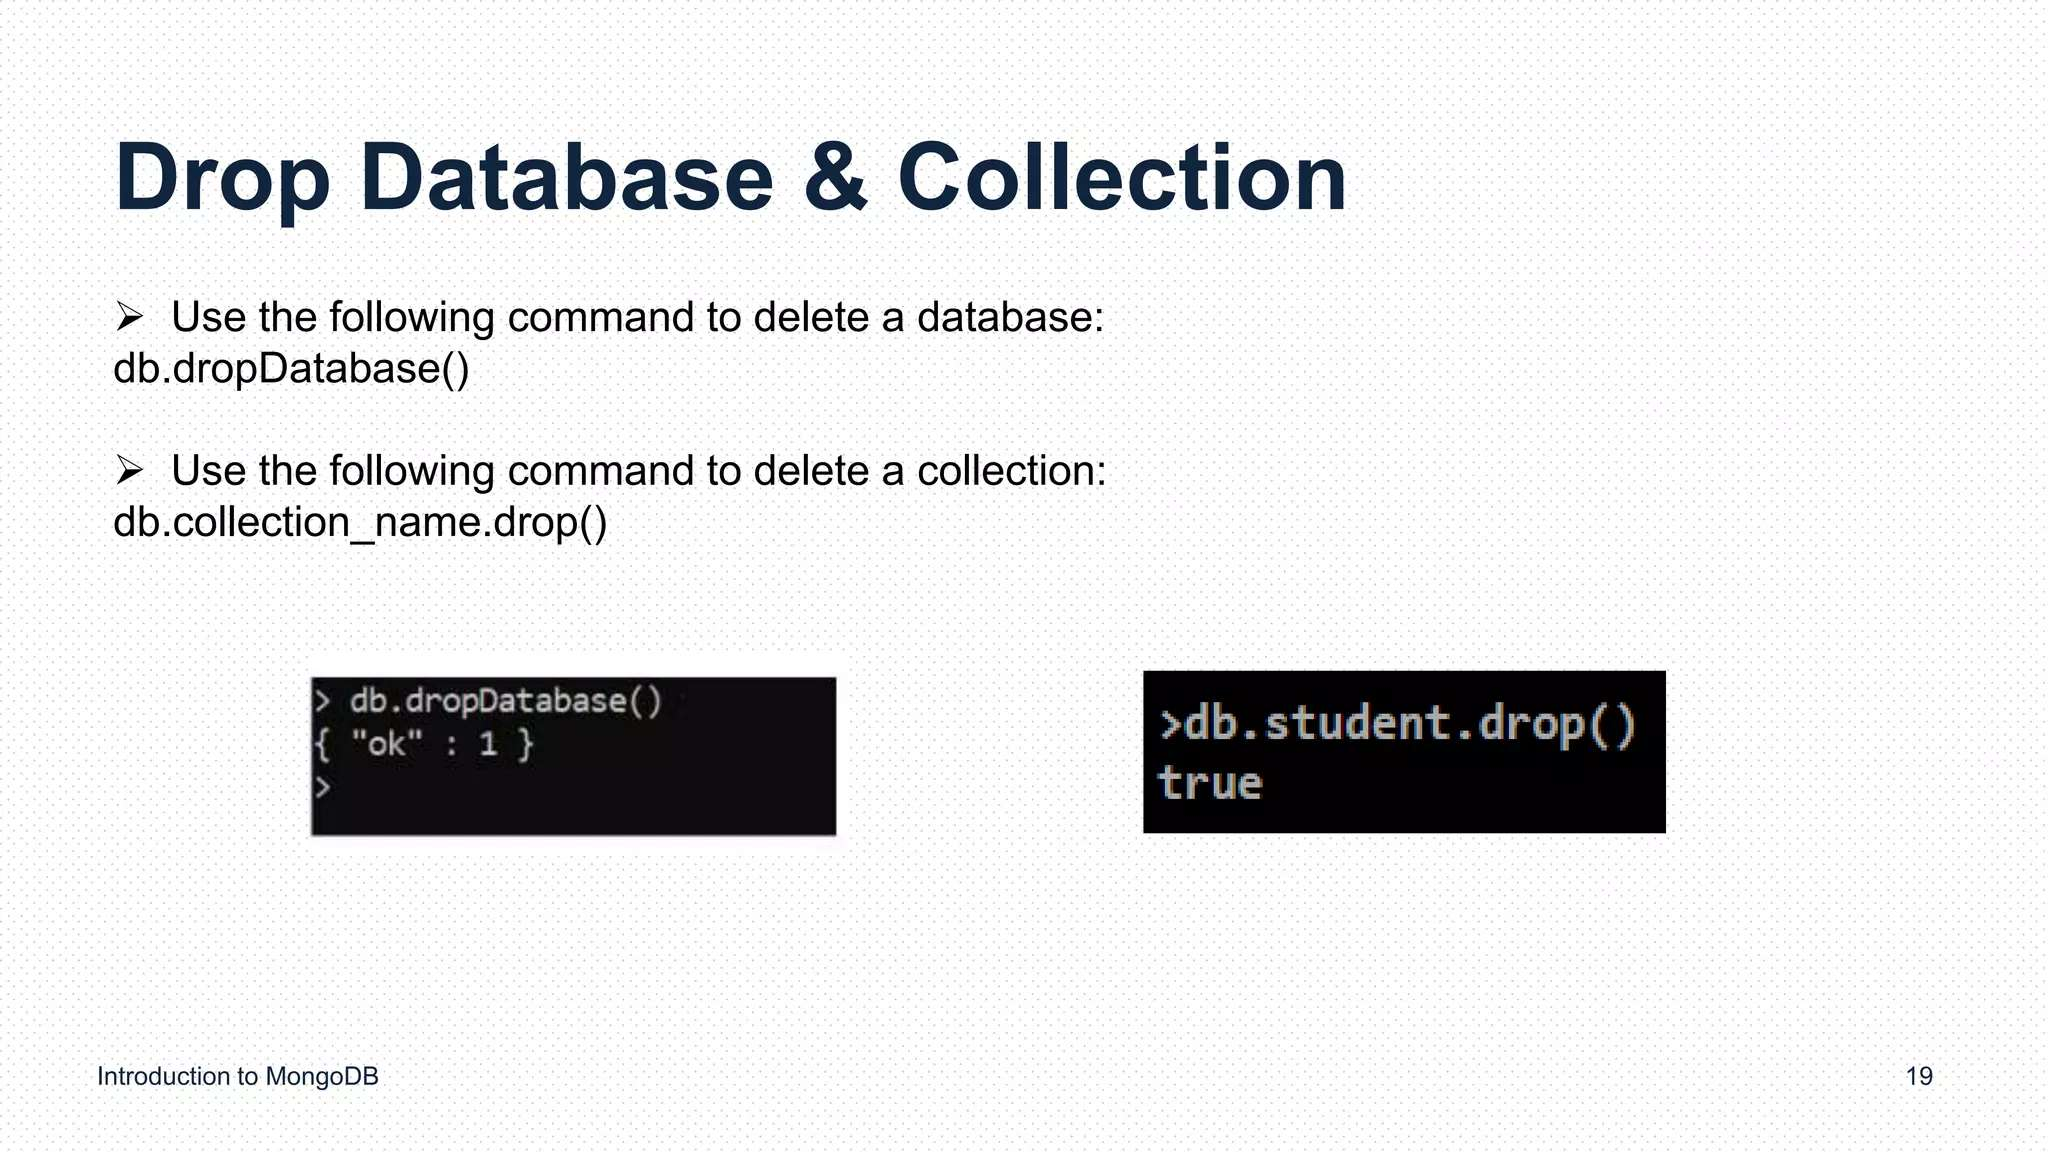 Drop Database & Collection
➢ Use the following command to delete a database:
db.dropDatabase()
➢ Use the following command to delete a collection:
db.collection_name.drop()
> db.dropDatabase()
{ "ok" : 1 }
>
>db.student.drop()
true
Introduction to MongoDB
19